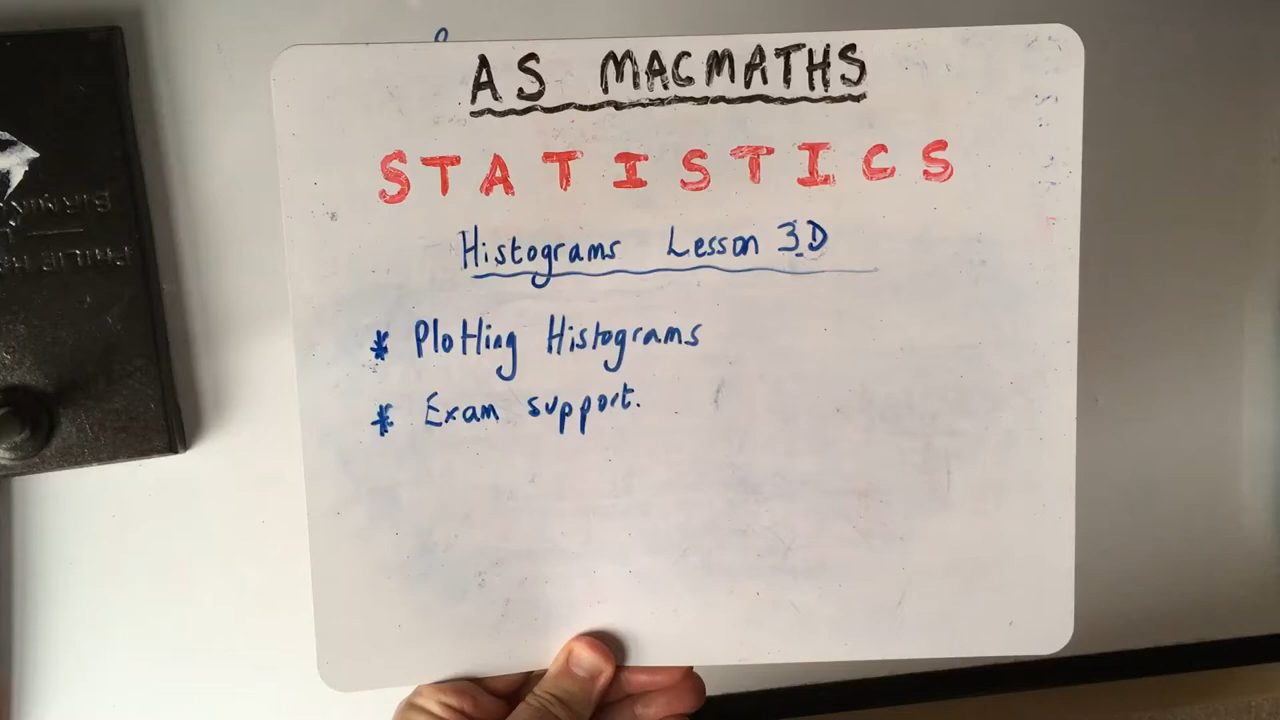 AS MACMATHS
STATISTICS
Histograms Lesson 3D
* Plotting Histograms
* Exam support.